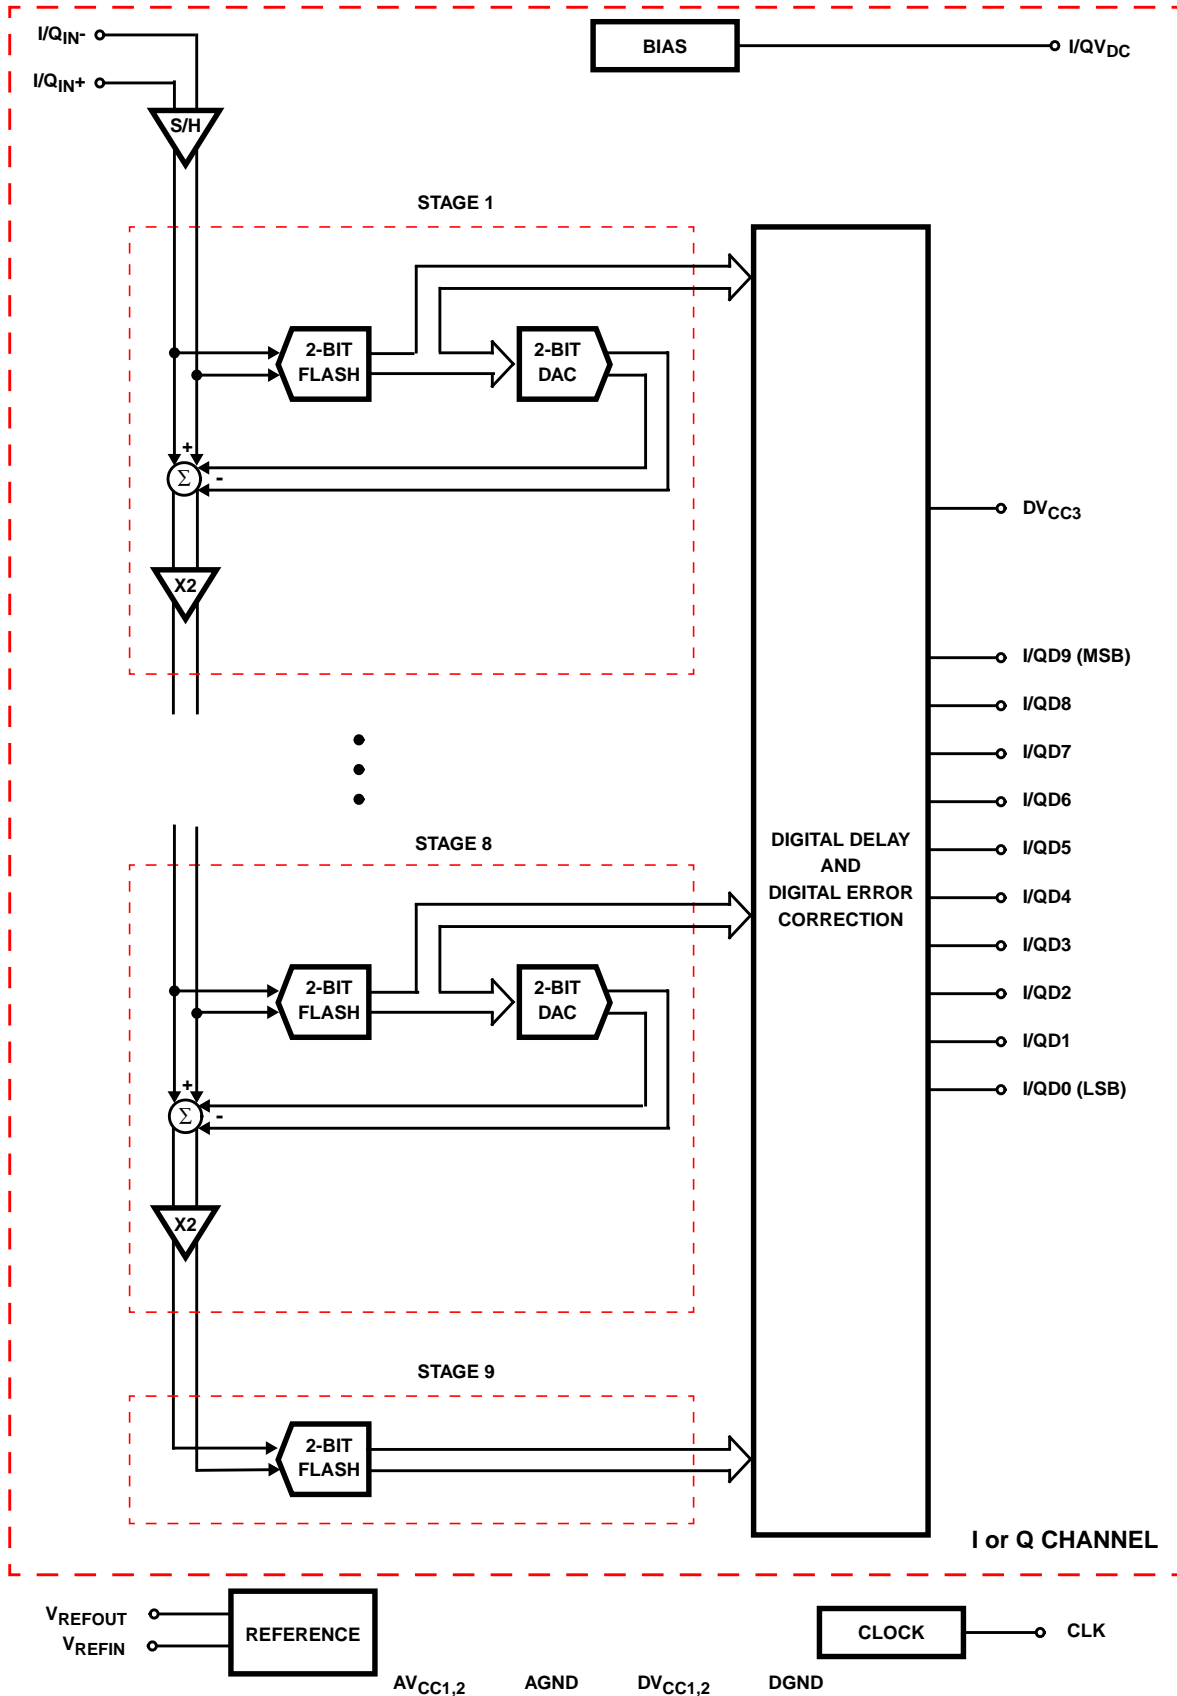 I/QIN-
BIAS
I/QVDC
I/QIN+
S/H
STAGE 1
2-BIT
FLASH
2-BIT
DAC
+
Σ
-
X2
DVCC3
I/QD9 (MSB)
I/QD8
I/QD7
I/QD6
I/QD5
I/QD4
I/QD3
I/QD2
I/QD1
I/QD0 (LSB)
DIGITAL DELAY
AND
DIGITAL ERROR
CORRECTION
STAGE 8
2-BIT
FLASH
2-BIT
DAC
+
Σ
-
X2
STAGE 9
2-BIT
FLASH
I or Q CHANNEL
VREFOUT
VREFIN
REFERENCE
CLOCK
CLK
AVCC1,2
AGND
DVCC1,2
DGND